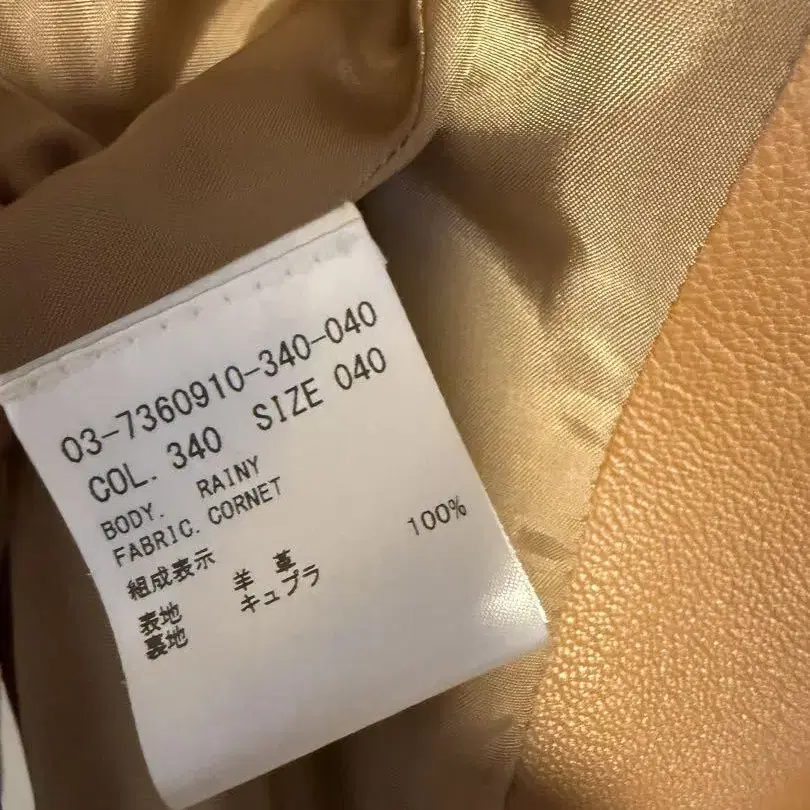 03-7360910-340-040
COL. 340 SIZE 040
BODY. RAINY
FABRIC. CORNET
組成表示
表地 羊 革
裏地 キュプラ 100%